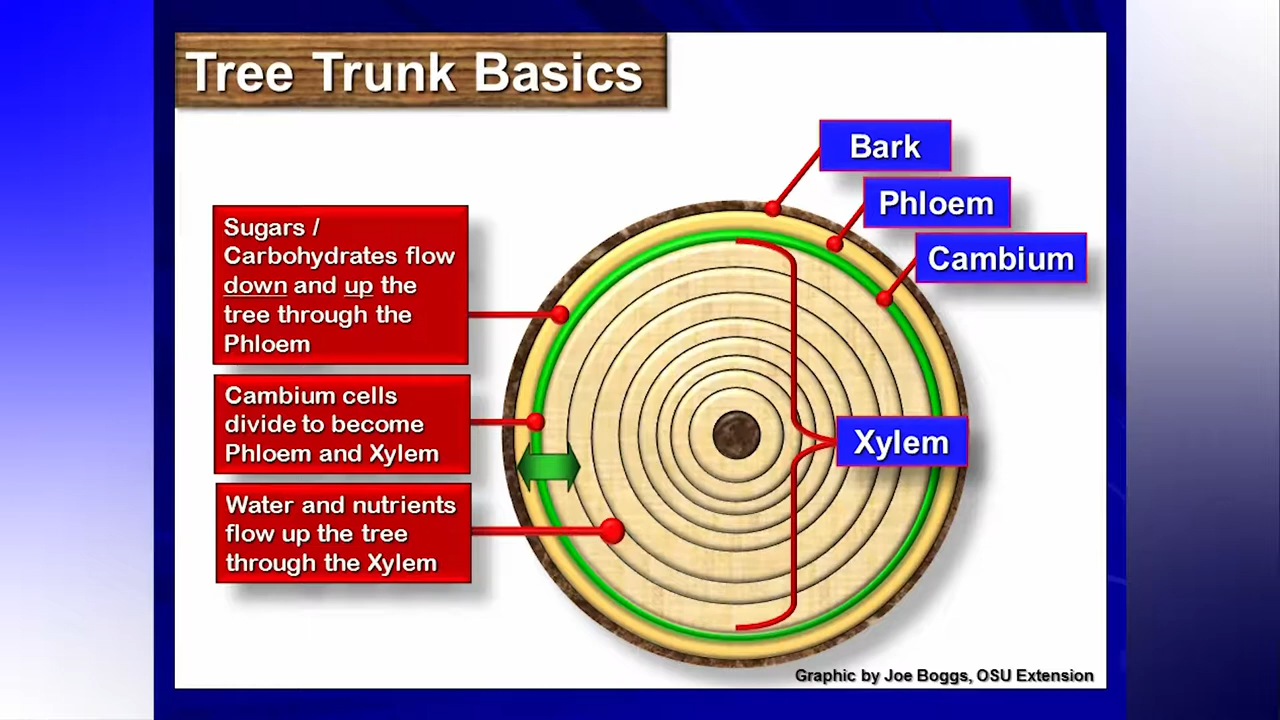 Tree Trunk Basics
Bark
Phloem
Cambium
Sugars /
Carbohydrates flow
down and up the
tree through the
Phloem
Cambium cells
divide to become
Phloem and Xylem
Xylem
Water and nutrients
flow up the tree
through the Xylem
Graphic by Joe Boggs, OSU Extension